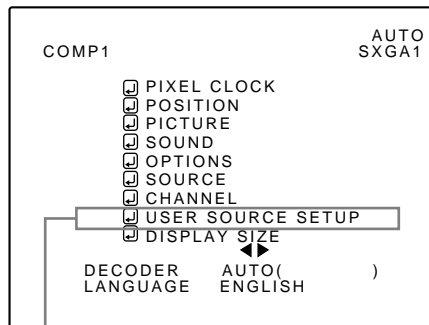 AUTO
COMP1 SXGA1
PIXEL CLOCK
POSITION
PICTURE
SOUND
OPTIONS
SOURCE
CHANNEL
USER SOURCE SETUP
DISPLAY SIZE
DECODER AUTO( )
LANGUAGE ENGLISH